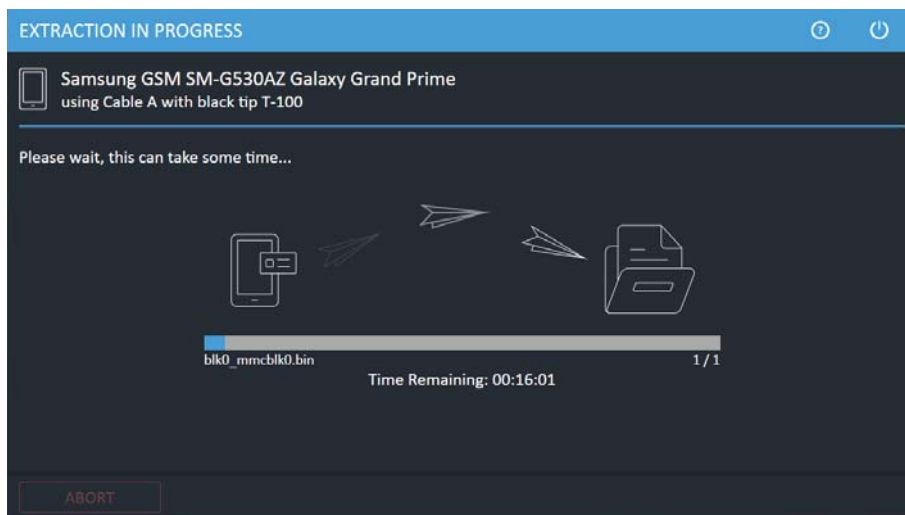 EXTRACTION IN PROGRESS
Samsung GSM SM-G530AZ Galaxy Grand Prime
using Cable A with black tip T-100
Please wait, this can take some time...
blk0_mmcblk0.bin 1 / 1
Time Remaining: 00:16:01
ABORT